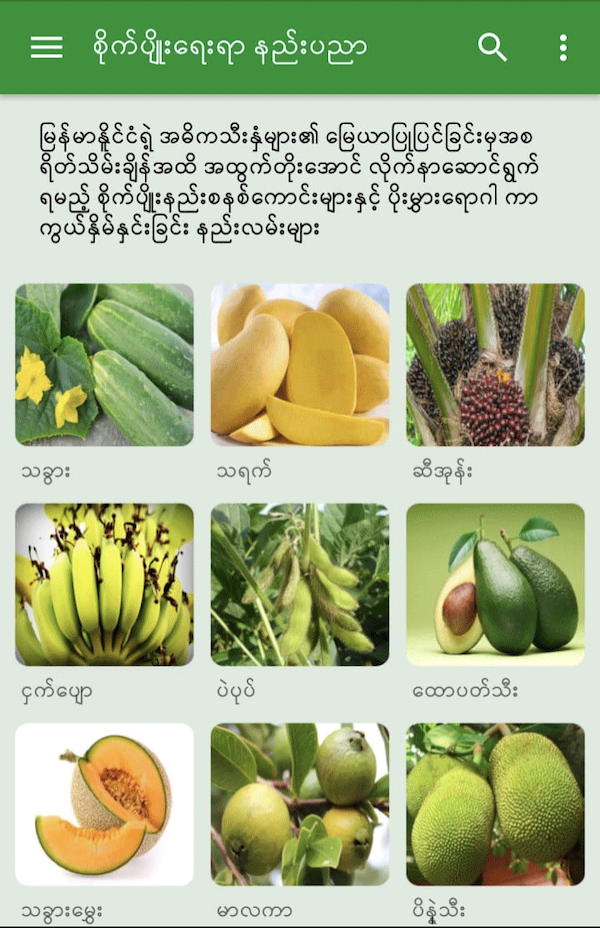 စိုက်ပျိုးရေးရာ နည်းပညာ
မြန်မာနိူင်ငံရဲ့ အဓိကသီးနှံများ၏ မြေယာပြုပြင်ခြင်းမှအစ
ရိတ်သိမ်းချိန်အထိ အထွက်တိုးအောင် လိုက်နာဆောင်ရွက်
ရမည့် စိုက်ပျိုးနည်းစနစ်ကောင်းများနှင့် ပိုးမွှားရောဂါ ကာ
ကွယ်နှိမ်နှင်းခြင်း နည်းလမ်းများ
သခွား
သရက်
ဆီအုန်း
ငှက်ပျော
ပဲပုပ်
ထောပတ်သီး
သခွားမွှေး
မာလကာ
ပိန္နဲသီး